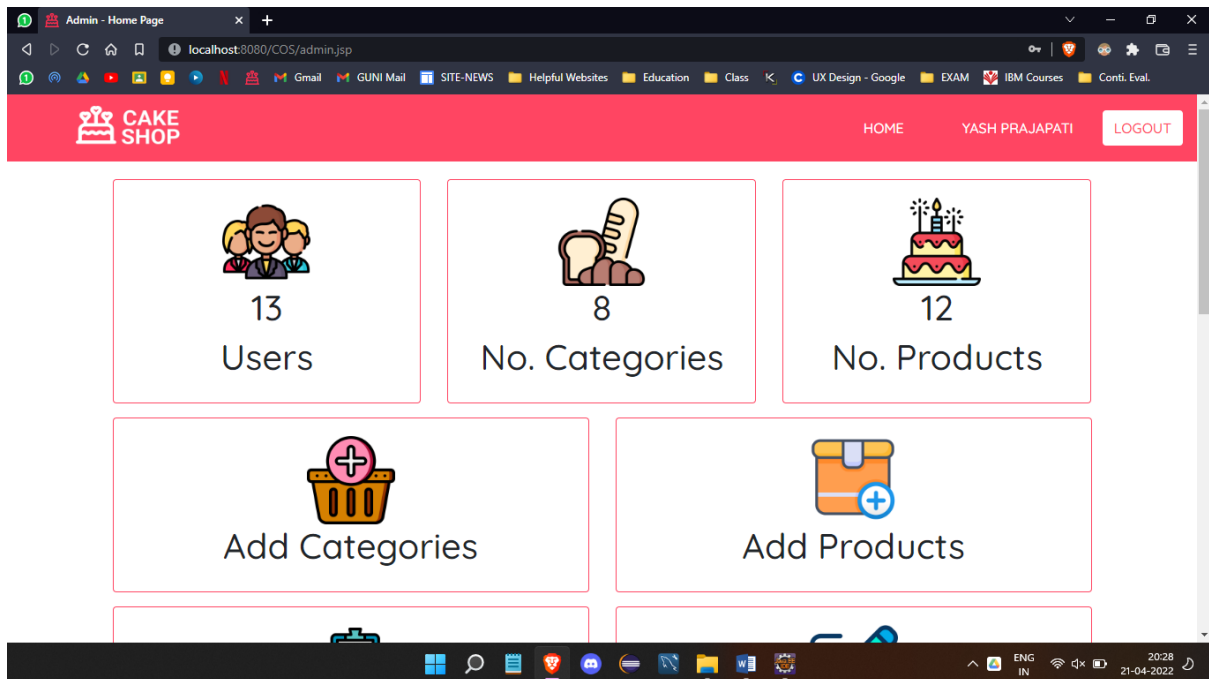 Admin - Home Page
localhost:8080/COS/admin.jsp
Gmail GUNI Mail SITE-NEWS Helpful Websites Education Class UX Design - Google EXAM IBM Courses Conti. Eval.
CAKE
SHOP
HOME YASH PRAJAPATI LOGOUT
13
Users
8
No. Categories
12
No. Products
Add Categories
Add Products
ENG
IN
20:28
21-04-2022